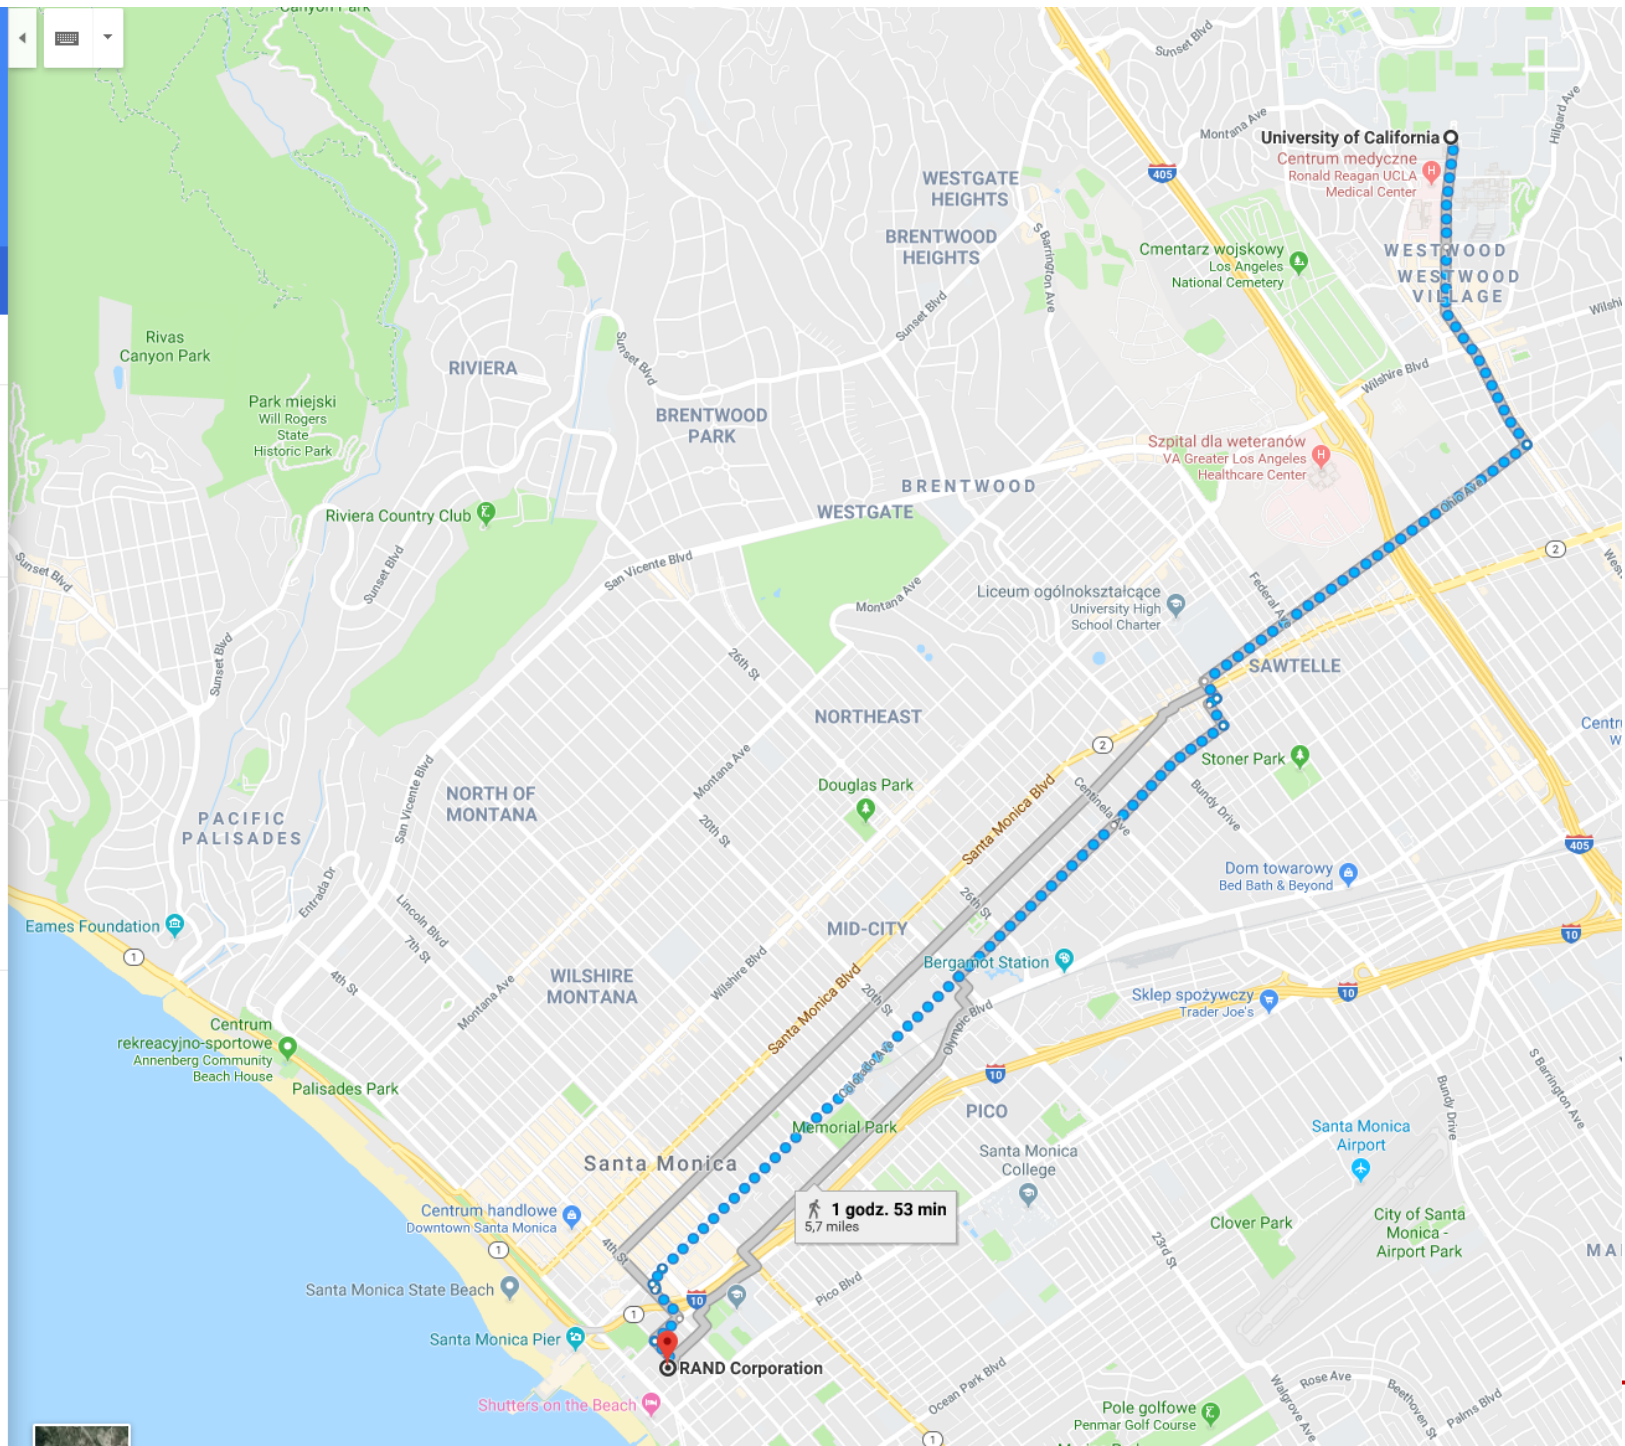 Canyon Park
Sunset Blvd
Montana Ave
Hilgard Ave
University of California
Centrum medyczne
Ronald Reagan UCLA
Medical Center
405
WESTGATE
HEIGHTS
BRENTWOOD
HEIGHTS
S Barrington Ave
Cmentarz wojskowy
Los Angeles
National Cemetery
WESTWOOD
WESTWOOD
VILLAGE
Sunset Blvd
Rivas
Canyon Park
RIVIERA
Sunset Blvd
Wilshire Blvd
Park miejski
Will Rogers
State
Historic Park
BRENTWOOD
PARK
Szpital dla weteranów
VA Greater Los Angeles
Healthcare Center
BRENTWOOD
WESTGATE
Riviera Country Club
Ohio Ave
2
Sunset Blvd
Sunset Blvd
San Vicente Blvd
Montana Ave
Liceum ogólnokształcące
University High
School Charter
Federal Ave
Sunset Blvd
26th St
SAWTELLE
NORTHEAST
2
Stoner Park
Montana Ave
Douglas Park
Santa Monica Blvd
Centinela Ave
Bundy Drive
San Vicente Blvd
NORTH OF
MONTANA
20th St
PACIFIC
PALISADES
405
Dom towarowy
Bed Bath & Beyond
Entrada Dr
Lincoln Blvd
26th St
Eames Foundation
7th St
MID-CITY
10
1
4th St
WILSHIRE
MONTANA
Wilshire Blvd
Santa Monica Blvd
Bergamot Station
20th St
Montana Ave
Olympic Blvd
Sklep spożywczy
Trader Joe's
10
Centrum
rekreacyjno-sportowe
Annenberg Community
Beach House
Palisades Park
Colorado Ave
10
S Barrington Ave
Bundy Drive
PICO
Memorial Park
Santa Monica
Airport
Santa Monica
Santa Monica
College
1 godz. 53 min
5,7 miles
Centrum handlowe
Downtown Santa Monica
Clover Park
City of Santa
Monica -
Airport Park
1
4th St
23rd St
Santa Monica State Beach
Pico Blvd
10
1
Santa Monica Pier
RAND Corporation
Shutters on the Beach
Ocean Park Blvd
Rose Ave
Walgrove Ave
Beethoven St
Palms Blvd
Pole golfowe
Penmar Golf Course
1